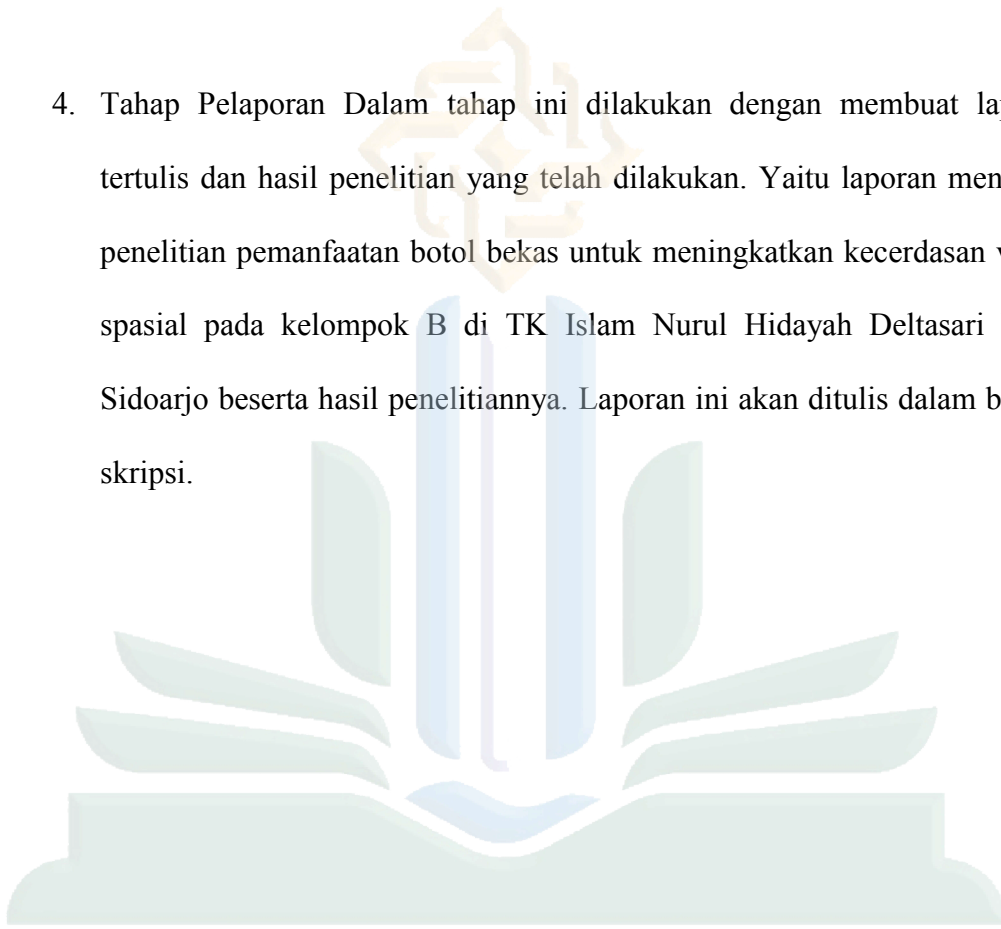 4. Tahap Pelaporan Dalam tahap ini dilakukan dengan membuat la
tertulis dan hasil penelitian yang telah dilakukan. Yaitu laporan men
penelitian pemanfaatan botol bekas untuk meningkatkan kecerdasan
spasial pada kelompok B di TK Islam Nurul Hidayah Deltasari
Sidoarjo beserta hasil penelitiannya. Laporan ini akan ditulis dalam b
skripsi.